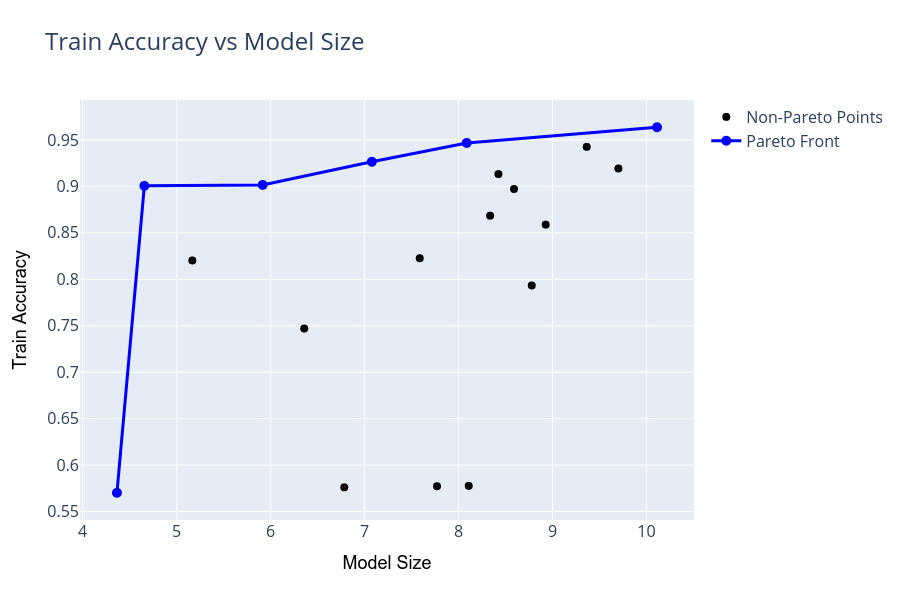 Train Accuracy vs Model Size
Non-Pareto Points
Pareto Front
0.95
0.9
0.85
0.8
0.75
0.7
0.65
0.6
0.55
Train Accuracy
4 5 6 7 8 9 10
Model Size